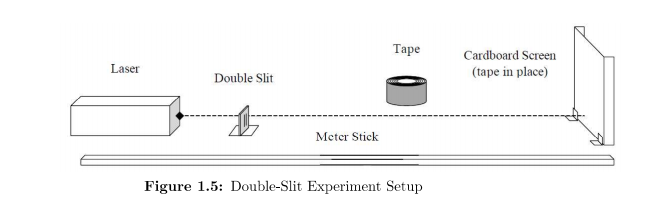 Tape
Cardboard Screen
(tape in place)
Laser
Double Slit
Meter Stick
Figure 1.5: Double-Slit Experiment Setup